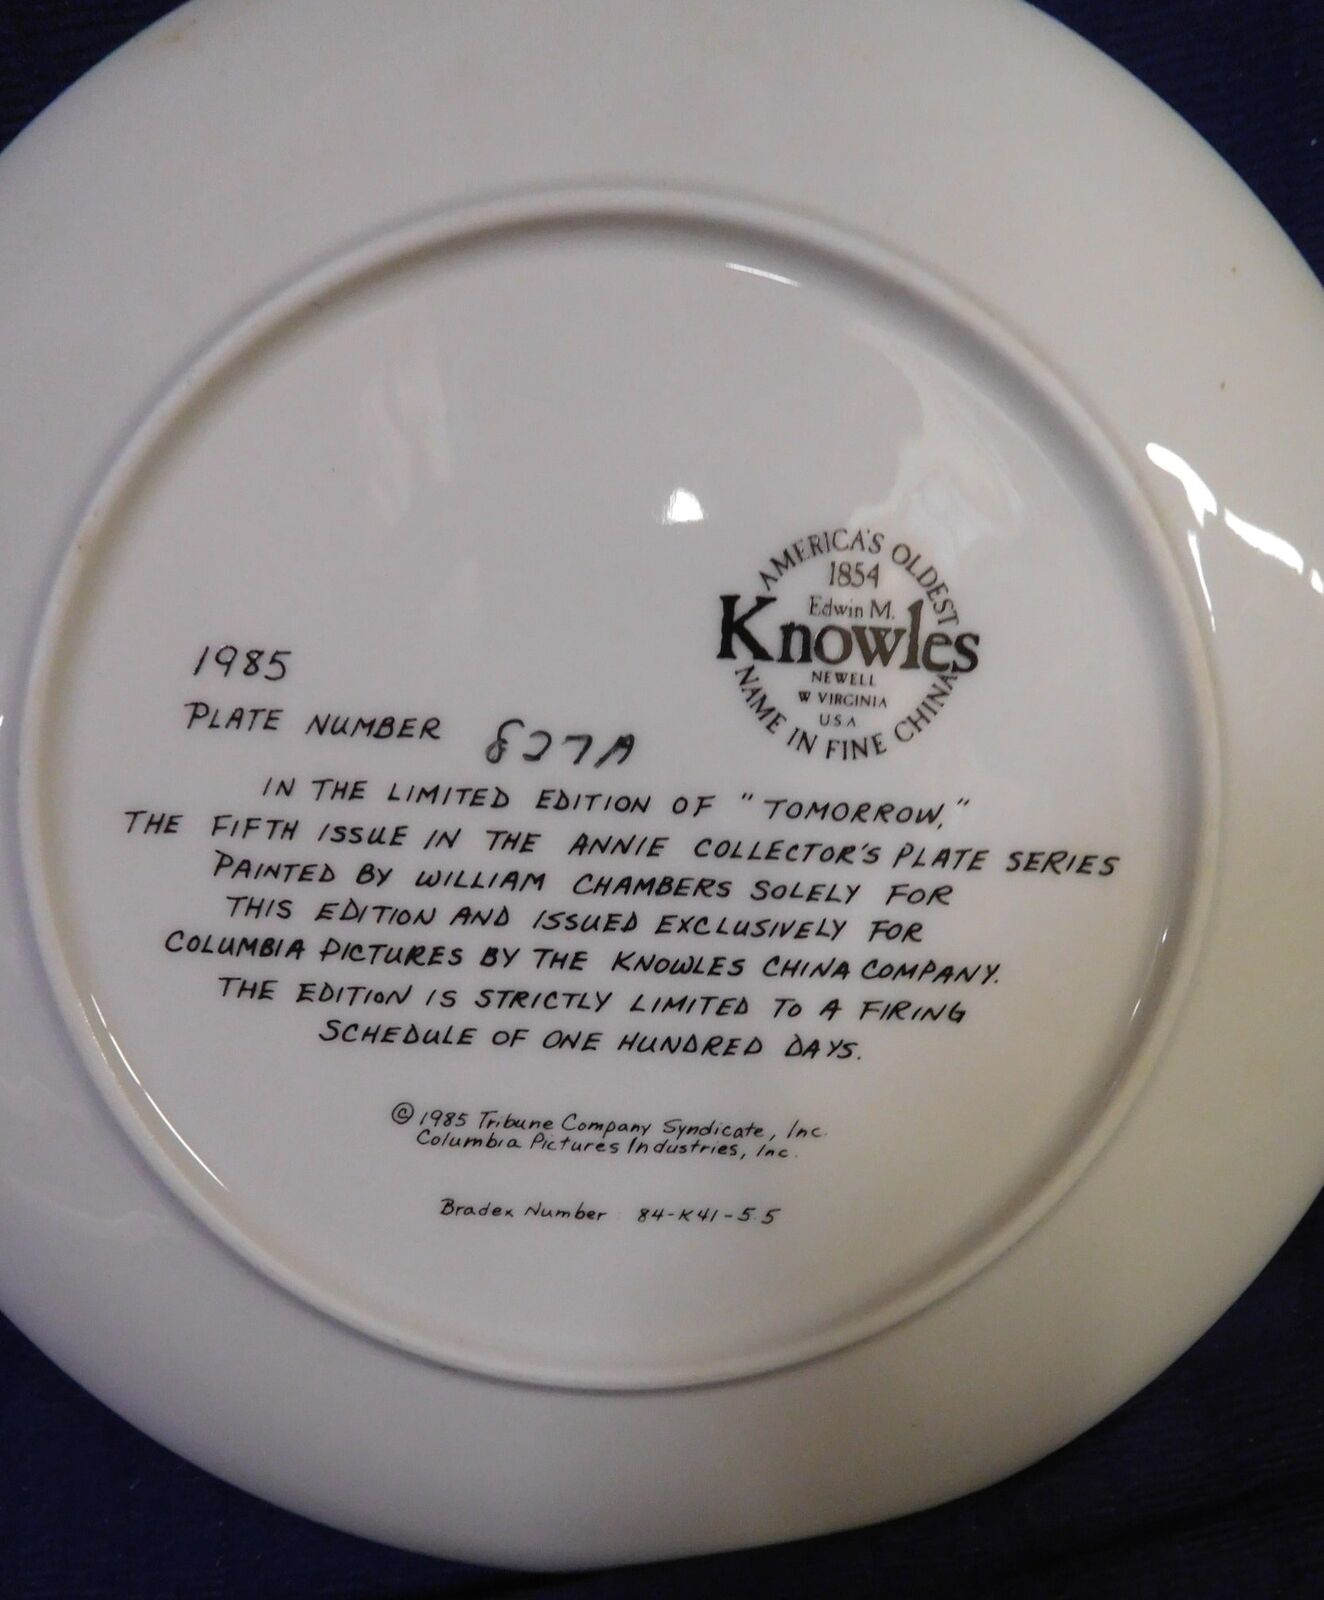 AMERICA'S OLDEST
1854
Edwin M.
Knowles
NEWELL
W VIRGINIA
USA
NAME IN FINE CHINA
1985
PLATE NUMBER 827A
IN THE LIMITED EDITION OF "TOMORROW,"
THE FIFTH ISSUE IN THE ANNIE COLLECTOR'S PLATE SERIES
PAINTED BY WILLIAM CHAMBERS SOLELY FOR
THIS EDITION AND ISSUED EXCLUSIVELY FOR
COLUMBIA PICTURES BY THE KNOWLES CHINA COMPANY.
THE EDITION IS STRICTLY LIMITED TO A FIRING
SCHEDULE OF ONE HUNDRED DAYS.
© 1985 Tribune Company Syndicate, Inc.
Columbia Pictures Industries, Inc.
Bradex Number 84-K41-5.5